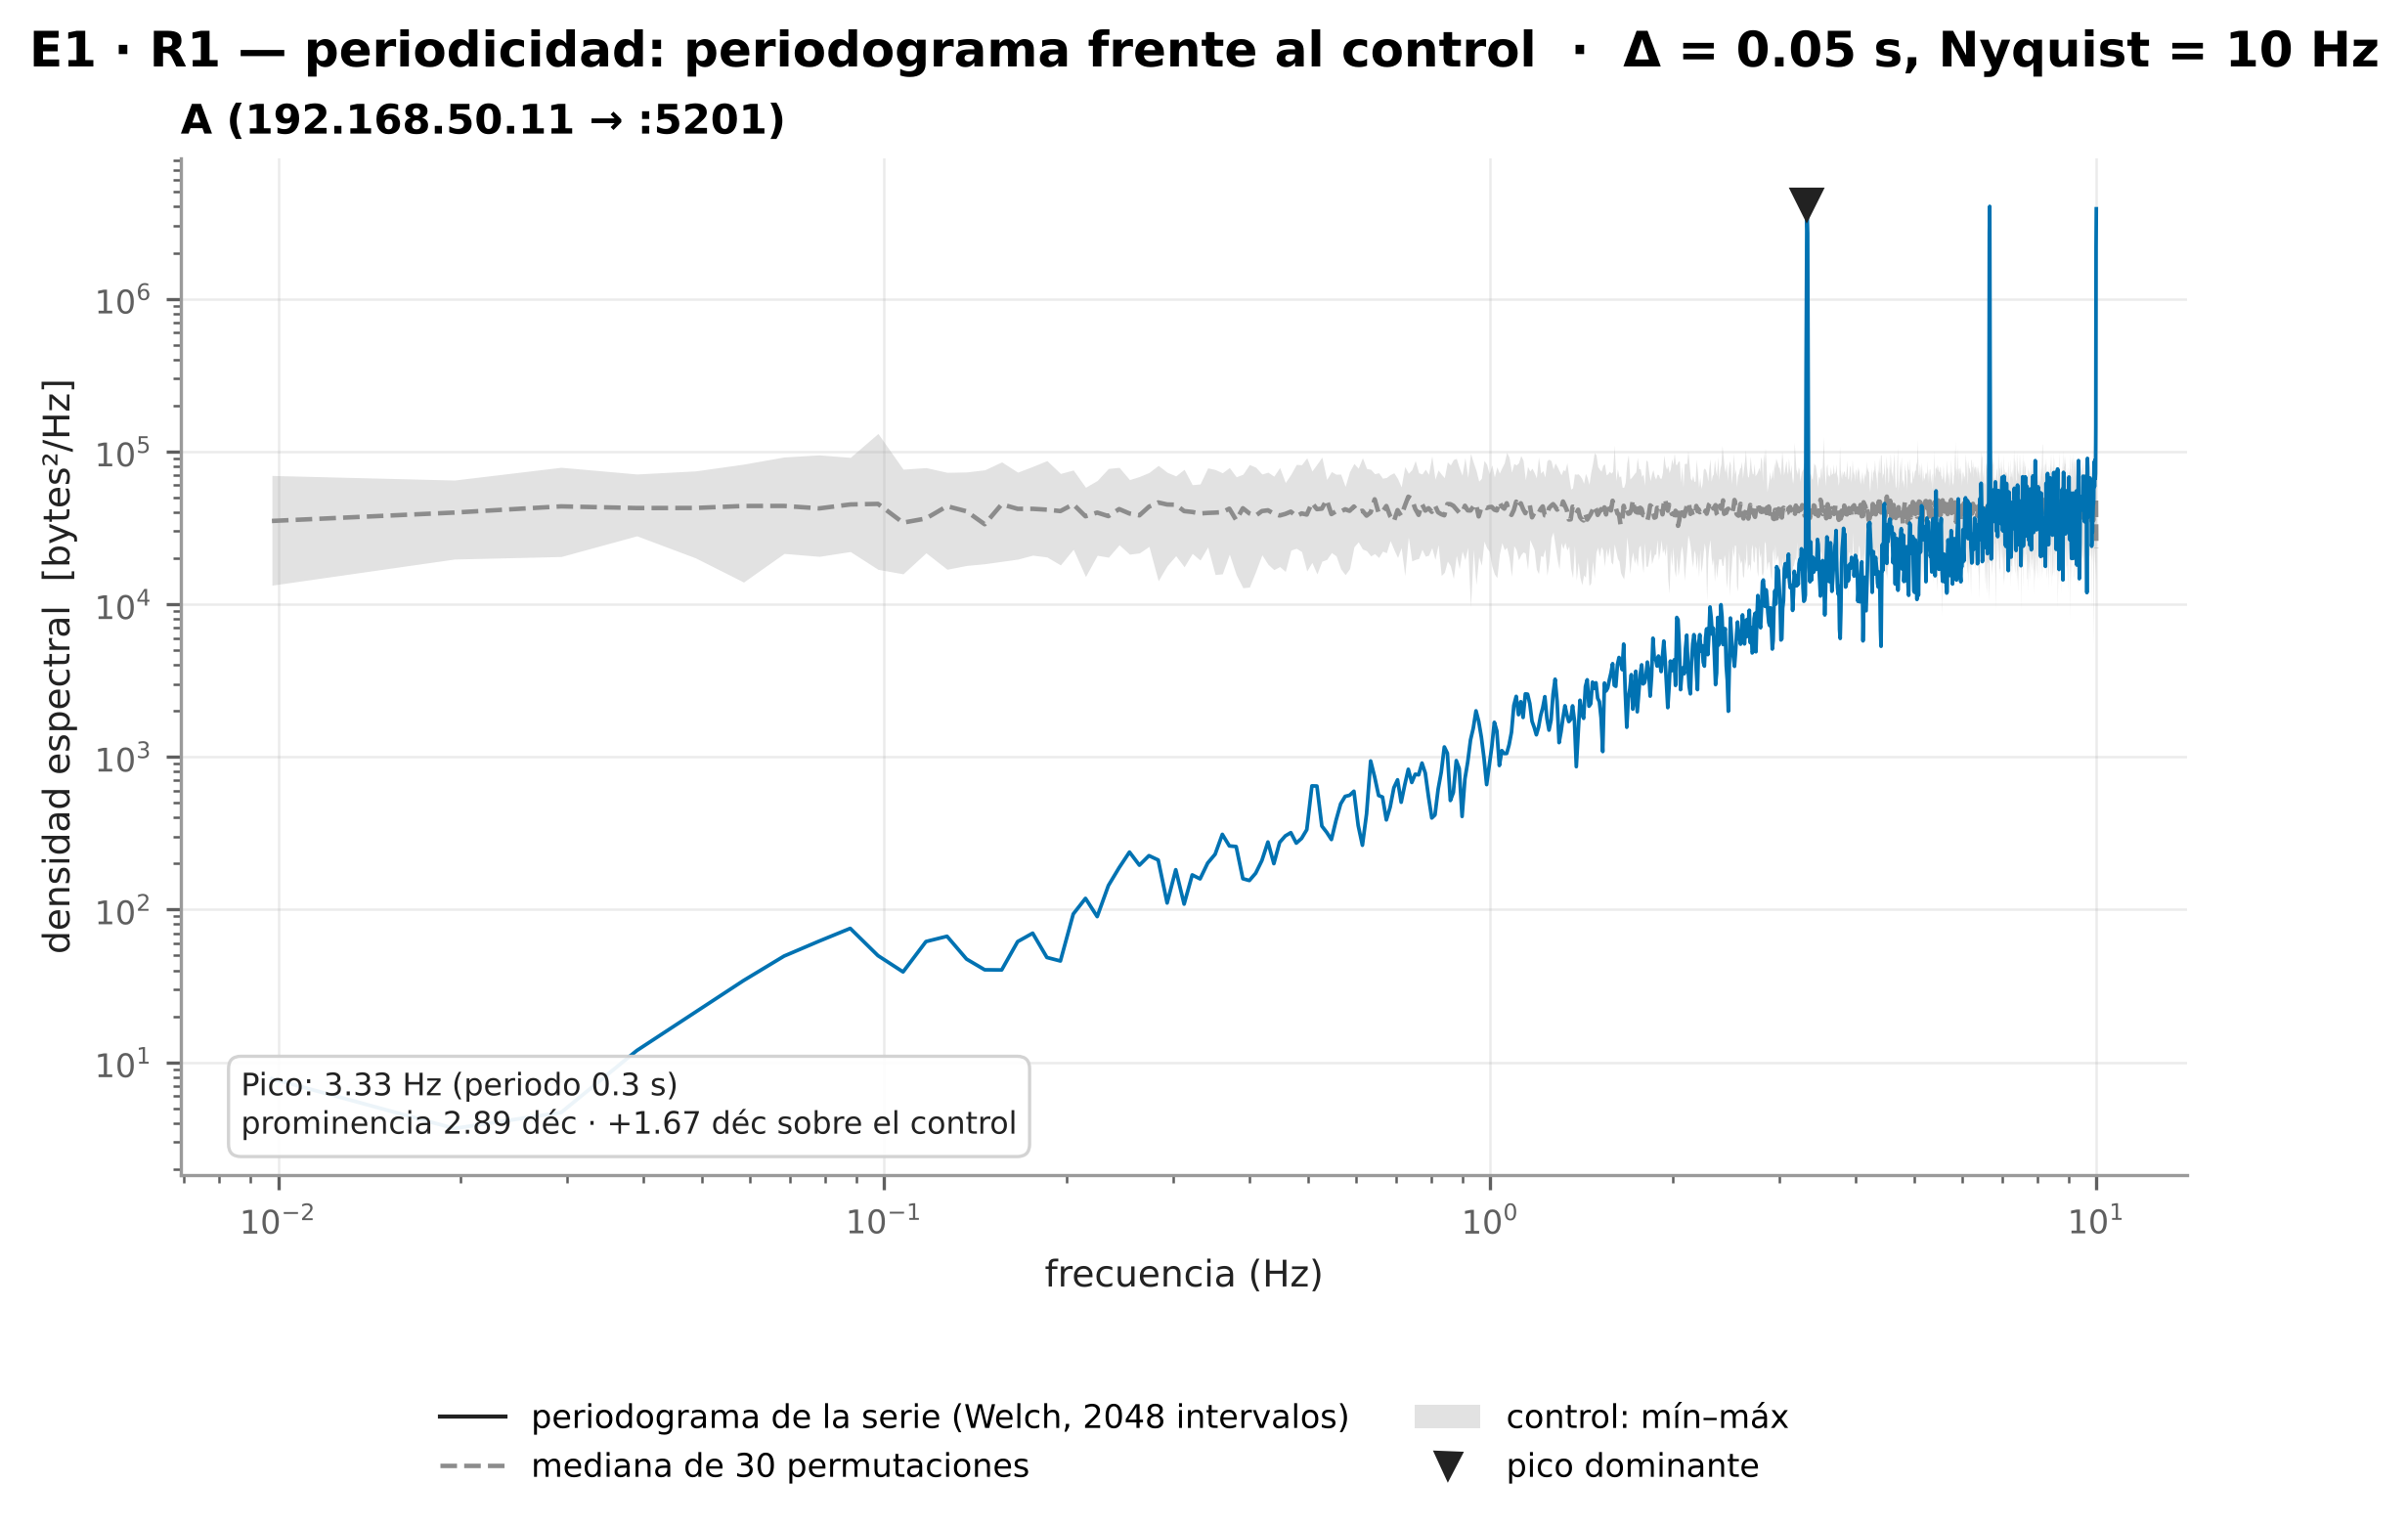 E1 · R1 — periodicidad: periodograma frente al control · Δ = 0.05 s, Nyquist = 10 Hz
A (192.168.50.11 → :5201)
densidad espectral [bytes²/Hz]
10⁶
10⁵
10⁴
10³
10²
10¹
Pico: 3.33 Hz (periodo 0.3 s)
prominencia 2.89 déc · +1.67 déc sobre el control
10⁻² 10⁻¹ 10⁰ 10¹
frecuencia (Hz)
periodograma de la serie (Welch, 2048 intervalos)
mediana de 30 permutaciones
control: mín–máx
pico dominante